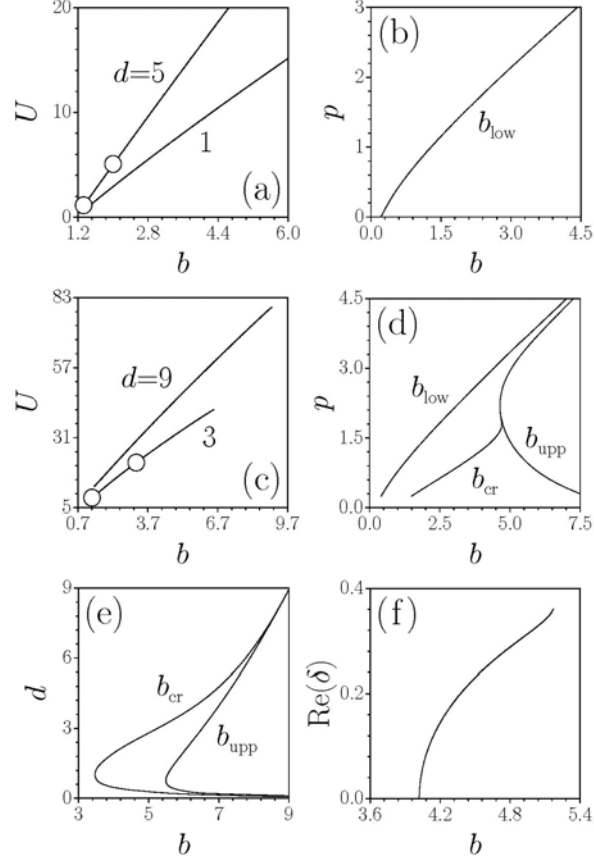 20
10
0
U
d=5
1
(a)
1.2 2.8 4.4 6.0
b
3
2
1
0
p
(b)
b_low
0.0 1.5 3.0 4.5
b
83
57
31
5
U
d=9
3
(c)
0.7 3.7 6.7 9.7
b
4.5
3.0
1.5
0.0
p
(d)
b_low
b_upp
b_cr
0.0 2.5 5.0 7.5
b
9
6
3
0
d
(e)
b_cr
b_upp
3 5 7 9
b
0.4
0.2
0.0
Re(δ)
(f)
3.6 4.2 4.8 5.4
b